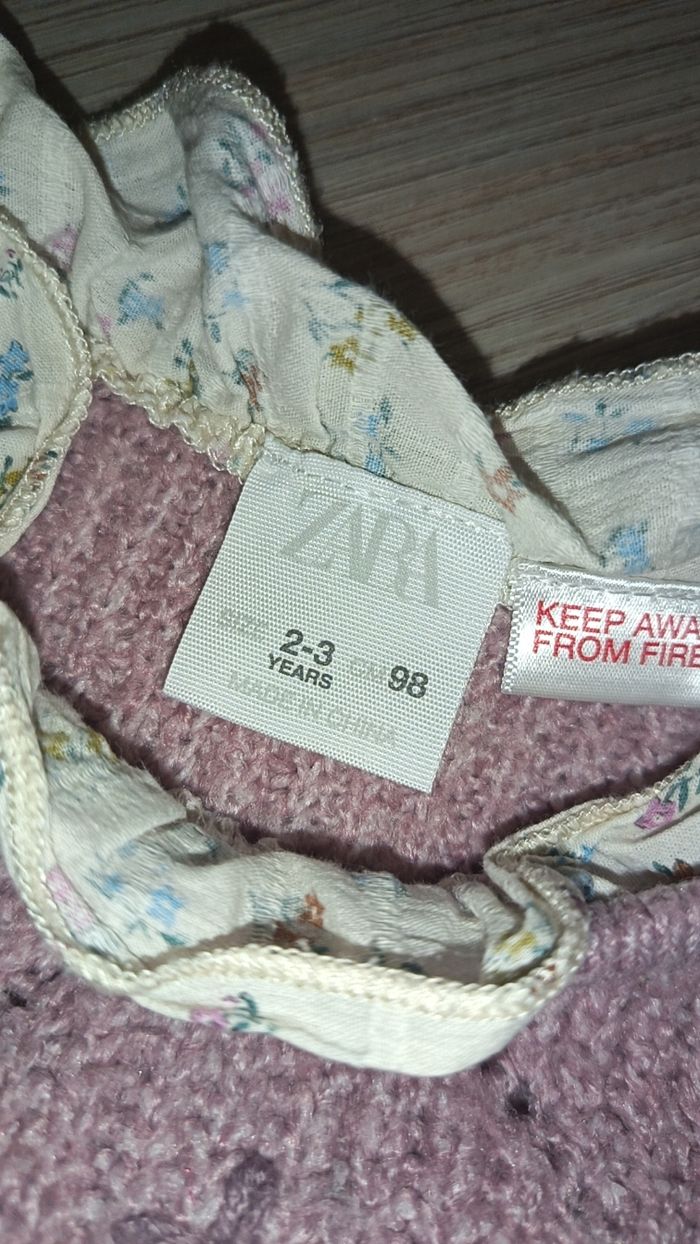 ZARA
SIZE 2-3 YEARS CM 98
MADE IN CHINA
KEEP AWA
FROM FIRE